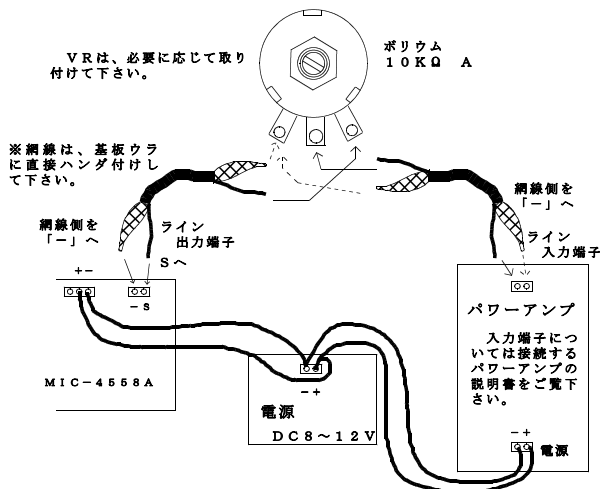 ＶＲは、必要に応じて取り
付けて下さい。
ボリウム
１０ＫΩ　Ａ
※網線は、基板ウラ
に直接ハンダ付けし
て下さい。
網線側を
「－」へ
ライン
出力端子
Ｓへ
網線側を
「－」へ
ライン
入力端子
＋－
－Ｓ
ＭＩＣ－４５５８Ａ
パワーアンプ
入力端子につ
いては接続する
パワーアンプの
説明書をご覧下
さい。
－＋
電源
ＤＣ８～１２Ｖ
－＋
電源